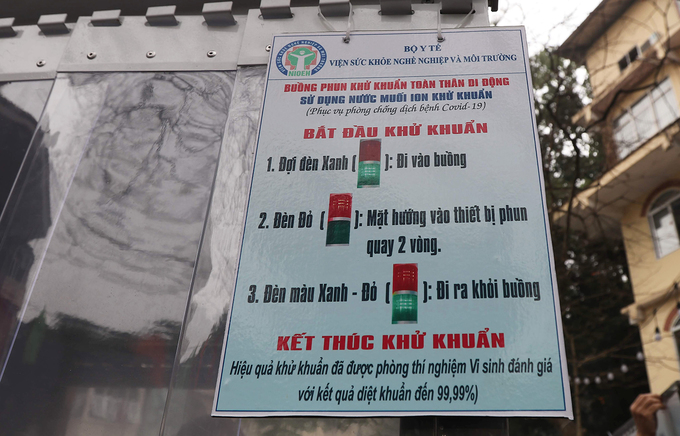 BỘ Y TẾ
VIỆN SỨC KHỎE NGHỀ NGHIỆP VÀ MÔI TRƯỜNG
NIOEH
BUỒNG PHUN KHỬ KHUẨN TOÀN THÂN DI ĐỘNG
SỬ DỤNG NƯỚC MUỐI ION KHỬ KHUẨN
(Phục vụ phòng chống dịch bệnh Covid-19)
BẮT ĐẦU KHỬ KHUẨN
1. Đợi đèn Xanh ( ): Đi vào buồng
2. Đèn Đỏ ( ): Mặt hướng vào thiết bị phun
quay 2 vòng.
3. Đèn màu Xanh - Đỏ ( ): Đi ra khỏi buồng
KẾT THÚC KHỬ KHUẨN
Hiệu quả khử khuẩn đã được phòng thí nghiệm Vi sinh đánh giá
với kết quả diệt khuẩn đến 99,99%)